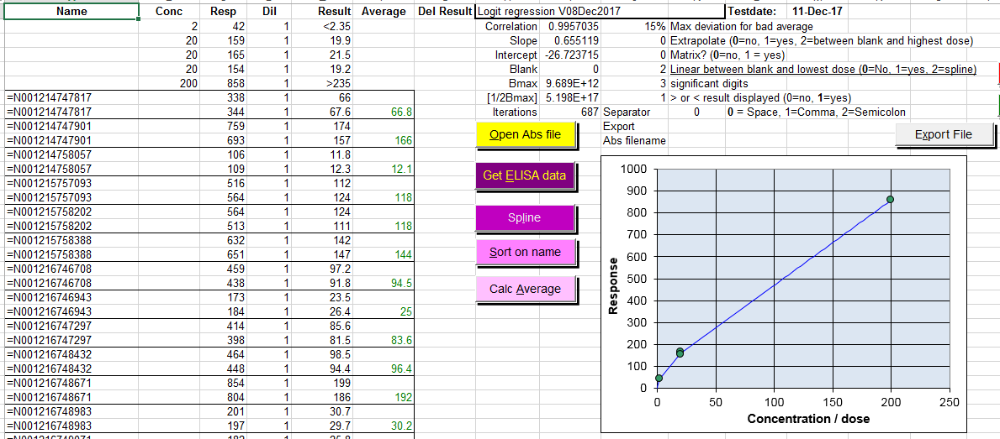 Name Conc Resp Dil Result Average Del Result Logit regression V08Dec2017 Testdate: 11-Dec-17
2 42 1 <2.35 Correlation 0.9957035 15% Max deviation for bad average
20 159 1 19.9 Slope 0.655119 0 Extrapolate (0=no, 1=yes, 2=between blank and highest dose)
20 165 1 21.5 Intercept -26.723715 0 Matrix? (0=no, 1 = yes)
20 154 1 19.2 Blank 0 2 Linear between blank and lowest dose (0=No, 1=yes, 2=spline)
200 858 1 >235 Bmax 9.689E+12 3 significant digits
=N001214747817 338 1 66 [1/2Bmax] 5.198E+17 1 > or < result displayed (0=no, 1=yes)
=N001214747817 344 1 67.6 66.8 Iterations 687 Separator 0 0 = Space, 1=Comma, 2=Semicolon
=N001214747901 759 1 174 Export
=N001214747901 693 1 157 166 Open Abs file Abs filename Export File
=N001214758057 106 1 11.8
=N001214758057 109 1 12.3 12.1
=N001215757093 516 1 112 Get ELISA data
=N001215757093 564 1 124 118
=N001215758202 564 1 124
=N001215758202 513 1 111 118 Spline
=N001215758388 632 1 142
=N001215758388 651 1 147 144 Sort on name
=N001216746708 459 1 97.2
=N001216746708 438 1 91.8 94.5 Calc Average
=N001216746943 173 1 23.5
=N001216746943 184 1 26.4 25
=N001216747297 414 1 85.6
=N001216747297 398 1 81.5 83.6
=N001216748432 464 1 98.5
=N001216748432 448 1 94.4 96.4
=N001216748671 854 1 199
=N001216748671 804 1 186 192
=N001216748983 201 1 30.7
=N001216748983 197 1 29.7 30.2
1000
900
800
700
600
500
400
300
200
100
0
Response
0 50 100 150 200 250
Concentration / dose